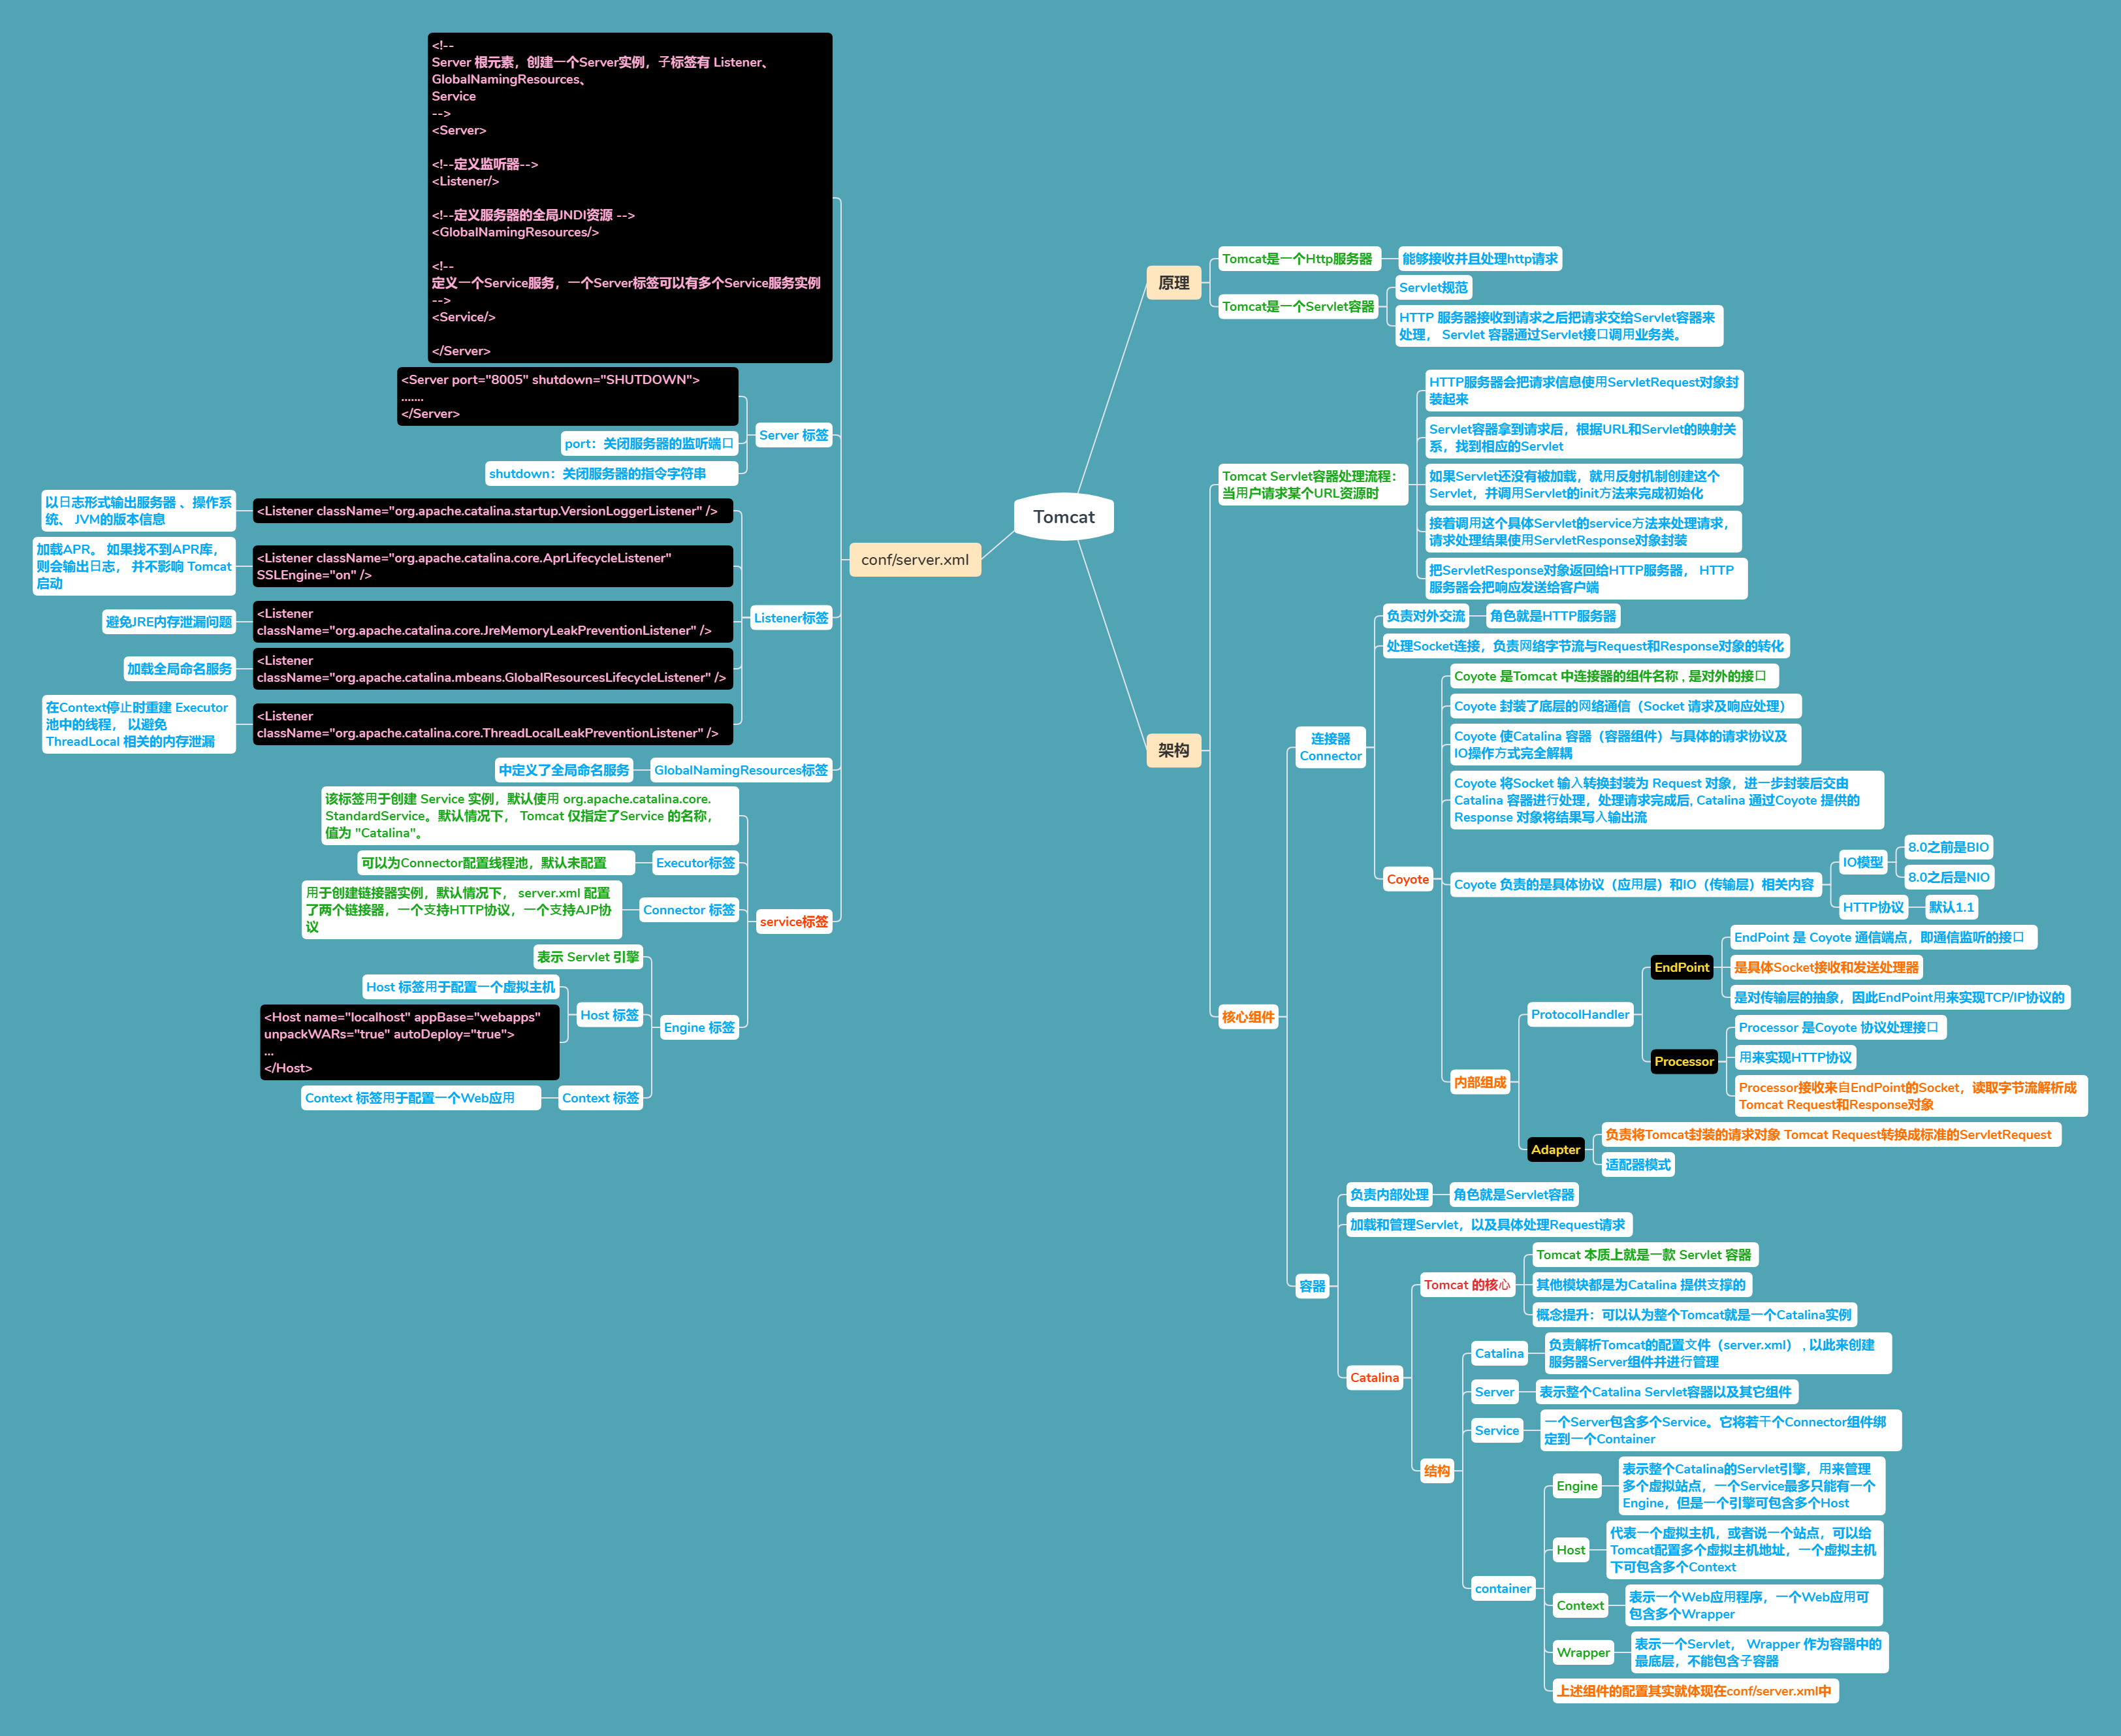 Tomcat
原理
Tomcat是一个Http服务器
能够接收并且处理http请求
Tomcat是一个Servlet容器
Servlet规范
HTTP 服务器接收到请求之后把请求交给Servlet容器来
处理， Servlet 容器通过Servlet接口调用业务类。
架构
Tomcat Servlet容器处理流程：
当用户请求某个URL资源时
HTTP服务器会把请求信息使用ServletRequest对象封
装起来
Servlet容器拿到请求后，根据URL和Servlet的映射关
系，找到相应的Servlet
如果Servlet还没有被加载，就用反射机制创建这个
Servlet，并调用Servlet的init方法来完成初始化
接着调用这个具体Servlet的service方法来处理请求，
请求处理结果使用ServletResponse对象封装
把ServletResponse对象返回给HTTP服务器， HTTP
服务器会把响应发送给客户端
核心组件
连接器
Connector
负责对外交流
角色就是HTTP服务器
处理Socket连接，负责网络字节流与Request和Response对象的转化
Coyote
Coyote 是Tomcat 中连接器的组件名称 , 是对外的接口
Coyote 封装了底层的网络通信（Socket 请求及响应处理）
Coyote 使Catalina 容器（容器组件）与具体的请求协议及
IO操作方式完全解耦
Coyote 将Socket 输入转换封装为 Request 对象，进一步封装后交由
Catalina 容器进行处理，处理请求完成后, Catalina 通过Coyote 提供的
Response 对象将结果写入输出流
Coyote 负责的是具体协议（应用层）和IO（传输层）相关内容
IO模型
8.0之前是BIO
8.0之后是NIO
HTTP协议
默认1.1
内部组成
ProtocolHandler
EndPoint
EndPoint 是 Coyote 通信端点，即通信监听的接口
是具体Socket接收和发送处理器
是对传输层的抽象，因此EndPoint用来实现TCP/IP协议的
Processor
Processor 是Coyote 协议处理接口
用来实现HTTP协议
Processor接收来自EndPoint的Socket，读取字节流解析成
Tomcat Request和Response对象
Adapter
负责将Tomcat封装的请求对象 Tomcat Request转换成标准的ServletRequest
适配器模式
容器
负责内部处理
角色就是Servlet容器
加载和管理Servlet，以及具体处理Request请求
Catalina
Tomcat 的核心
Tomcat 本质上就是一款 Servlet 容器
其他模块都是为Catalina 提供支撑的
概念提升：可以认为整个Tomcat就是一个Catalina实例
结构
Catalina
负责解析Tomcat的配置文件（server.xml） , 以此来创建
服务器Server组件并进行管理
Server
表示整个Catalina Servlet容器以及其它组件
Service
一个Server包含多个Service。它将若干个Connector组件绑
定到一个Container
container
Engine
表示整个Catalina的Servlet引擎，用来管理
多个虚拟站点，一个Service最多只能有一个
Engine，但是一个引擎可包含多个Host
Host
代表一个虚拟主机，或者说一个站点，可以给
Tomcat配置多个虚拟主机地址，一个虚拟主机
下可包含多个Context
Context
表示一个Web应用程序，一个Web应用可
包含多个Wrapper
Wrapper
表示一个Servlet， Wrapper 作为容器中的
最底层，不能包含子容器
上述组件的配置其实就体现在conf/server.xml中
conf/server.xml
<!--
Server 根元素，创建一个Server实例，子标签有 Listener、
GlobalNamingResources、
Service
-->
<Server>
<!--定义监听器-->
<Listener/>
<!--定义服务器的全局JNDI资源 -->
<GlobalNamingResources/>
<!--
定义一个Service服务，一个Server标签可以有多个Service服务实例
-->
<Service/>
</Server>
Server 标签
<Server port="8005" shutdown="SHUTDOWN">
.......
</Server>
port：关闭服务器的监听端口
shutdown：关闭服务器的指令字符串
Listener标签
<Listener className="org.apache.catalina.startup.VersionLoggerListener" />
以日志形式输出服务器 、操作系
统、 JVM的版本信息
<Listener className="org.apache.catalina.core.AprLifecycleListener"
SSLEngine="on" />
加载APR。 如果找不到APR库，
则会输出日志， 并不影响 Tomcat
启动
<Listener
className="org.apache.catalina.core.JreMemoryLeakPreventionListener" />
避免JRE内存泄漏问题
<Listener
className="org.apache.catalina.mbeans.GlobalResourcesLifecycleListener" />
加载全局命名服务
<Listener
className="org.apache.catalina.core.ThreadLocalLeakPreventionListener" />
在Context停止时重建 Executor
池中的线程， 以避免
ThreadLocal 相关的内存泄漏
GlobalNamingResources标签
中定义了全局命名服务
service标签
该标签用于创建 Service 实例，默认使用 org.apache.catalina.core.
StandardService。默认情况下， Tomcat 仅指定了Service 的名称，
值为 "Catalina"。
Executor标签
可以为Connector配置线程池，默认未配置
Connector 标签
用于创建链接器实例，默认情况下， server.xml 配置
了两个链接器，一个支持HTTP协议，一个支持AJP协
议
Engine 标签
表示 Servlet 引擎
Host 标签
Host 标签用于配置一个虚拟主机
<Host name="localhost" appBase="webapps"
unpackWARs="true" autoDeploy="true">
...
</Host>
Context 标签
Context 标签用于配置一个Web应用